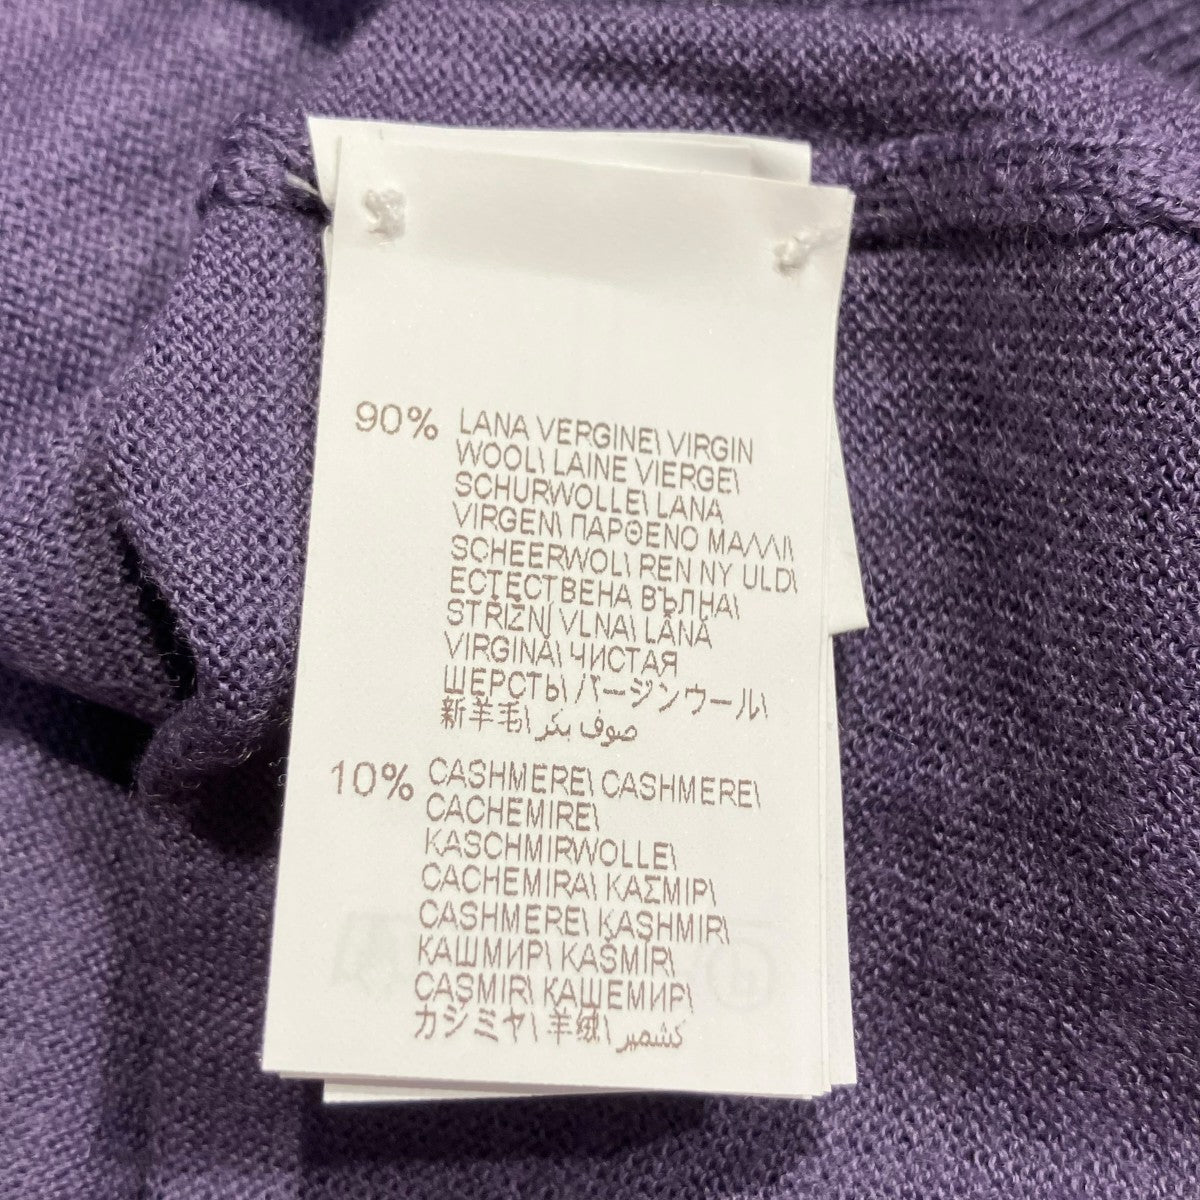 90% LANA VERGINE\ VIRGIN
WOOL\ LAINE VIERGE\
SCHURWOLLE\ LANA
VIRGEN\ ΠΑΡΘΕΝΟ ΜΑΛΛΙ\
SCHEERWOL\ REN NY ULD\
ЕСТЕСТВЕНА ВЪЛНА\
STŘIŽNÍ VLNA\ LÂNĂ
VIRGINĂ\ ЧИСТАЯ
ШЕРСТЬ\ バージンウール\
新羊毛\ صوف بكر
10% CASHMERE\ CASHMERE\
CACHEMIRE\
KASCHMIRWOLLE\
CACHEMIRA\ ΚΑΣΜΙΡ\
CASHMERE\ KASHMIR\
КАШМИР\ KAŠMÍR\
CAȘMIR\ КАШЕМИР\
カシミヤ\ 羊绒\ كشمير